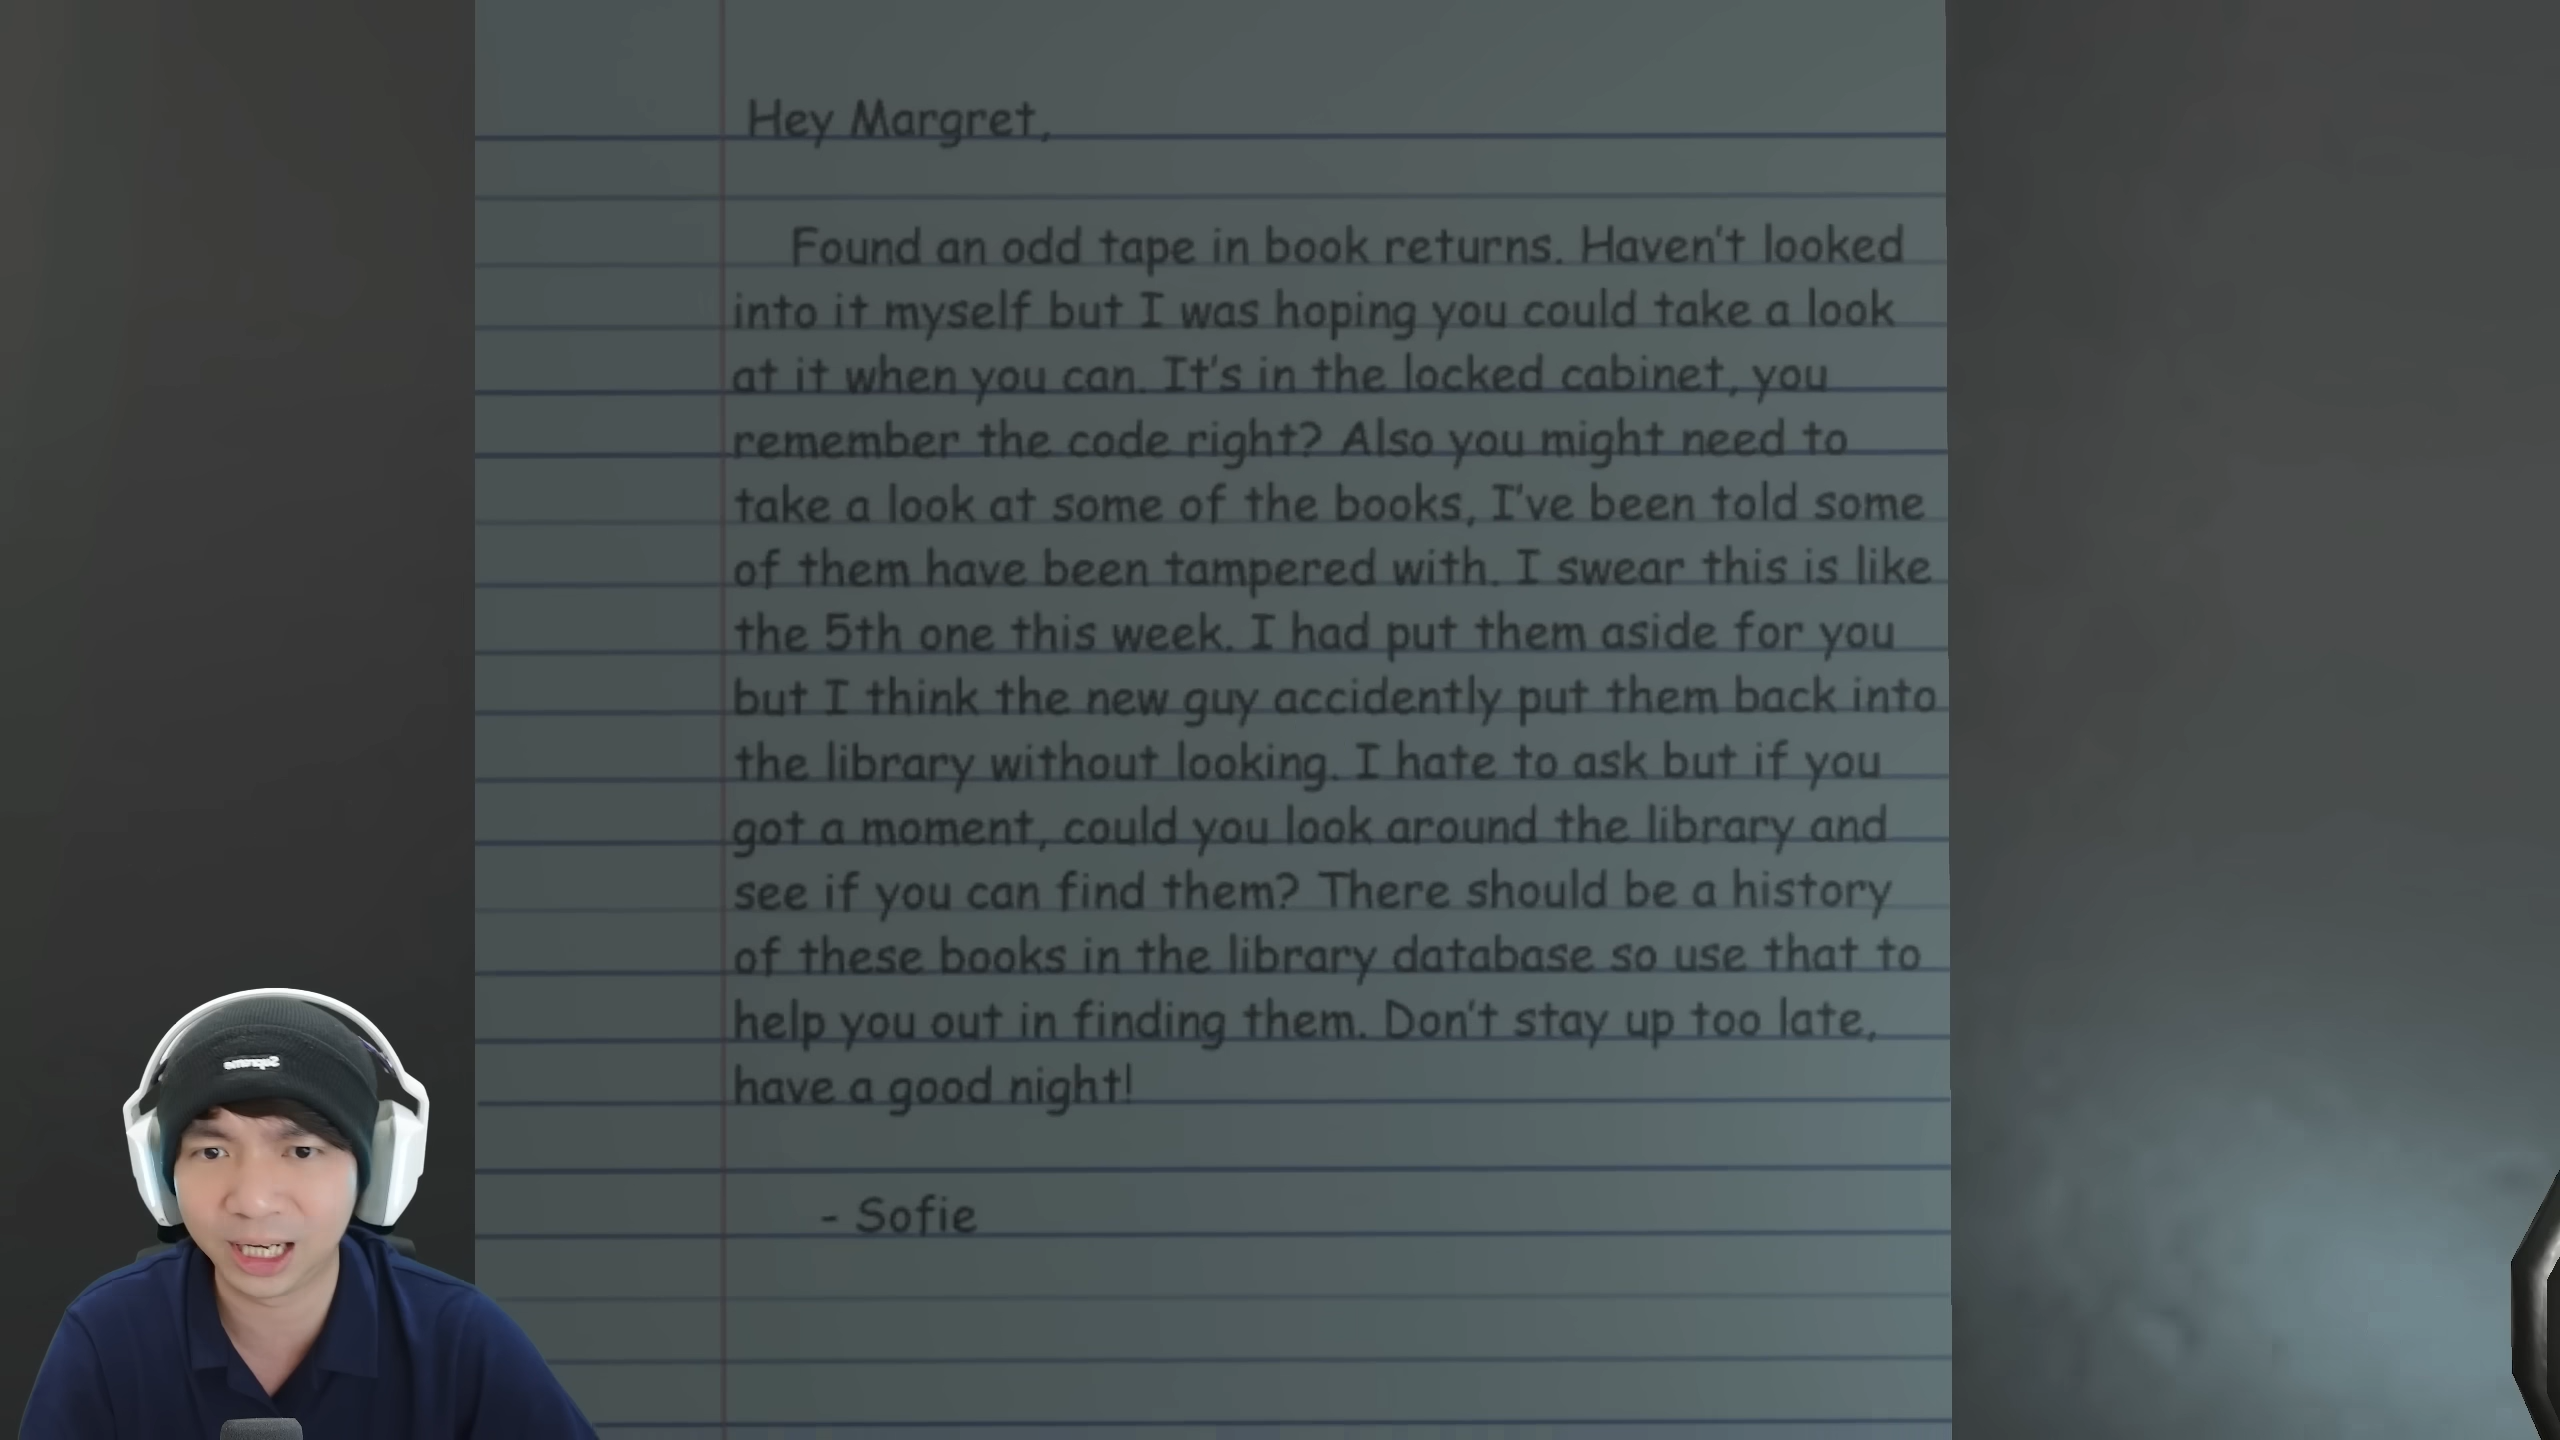 Hey Margret,
Found an odd tape in book returns. Haven't looked
into it myself but I was hoping you could take a look
at it when you can. It's in the locked cabinet, you
remember the code right? Also you might need to
take a look at some of the books, I've been told some
of them have been tampered with. I swear this is like
the 5th one this week. I had put them aside for you
but I think the new guy accidently put them back into
the library without looking. I hate to ask but if you
got a moment, could you look around the library and
see if you can find them? There should be a history
of these books in the library database so use that to
help you out in finding them. Don't stay up too late,
have a good night!
- Sofie